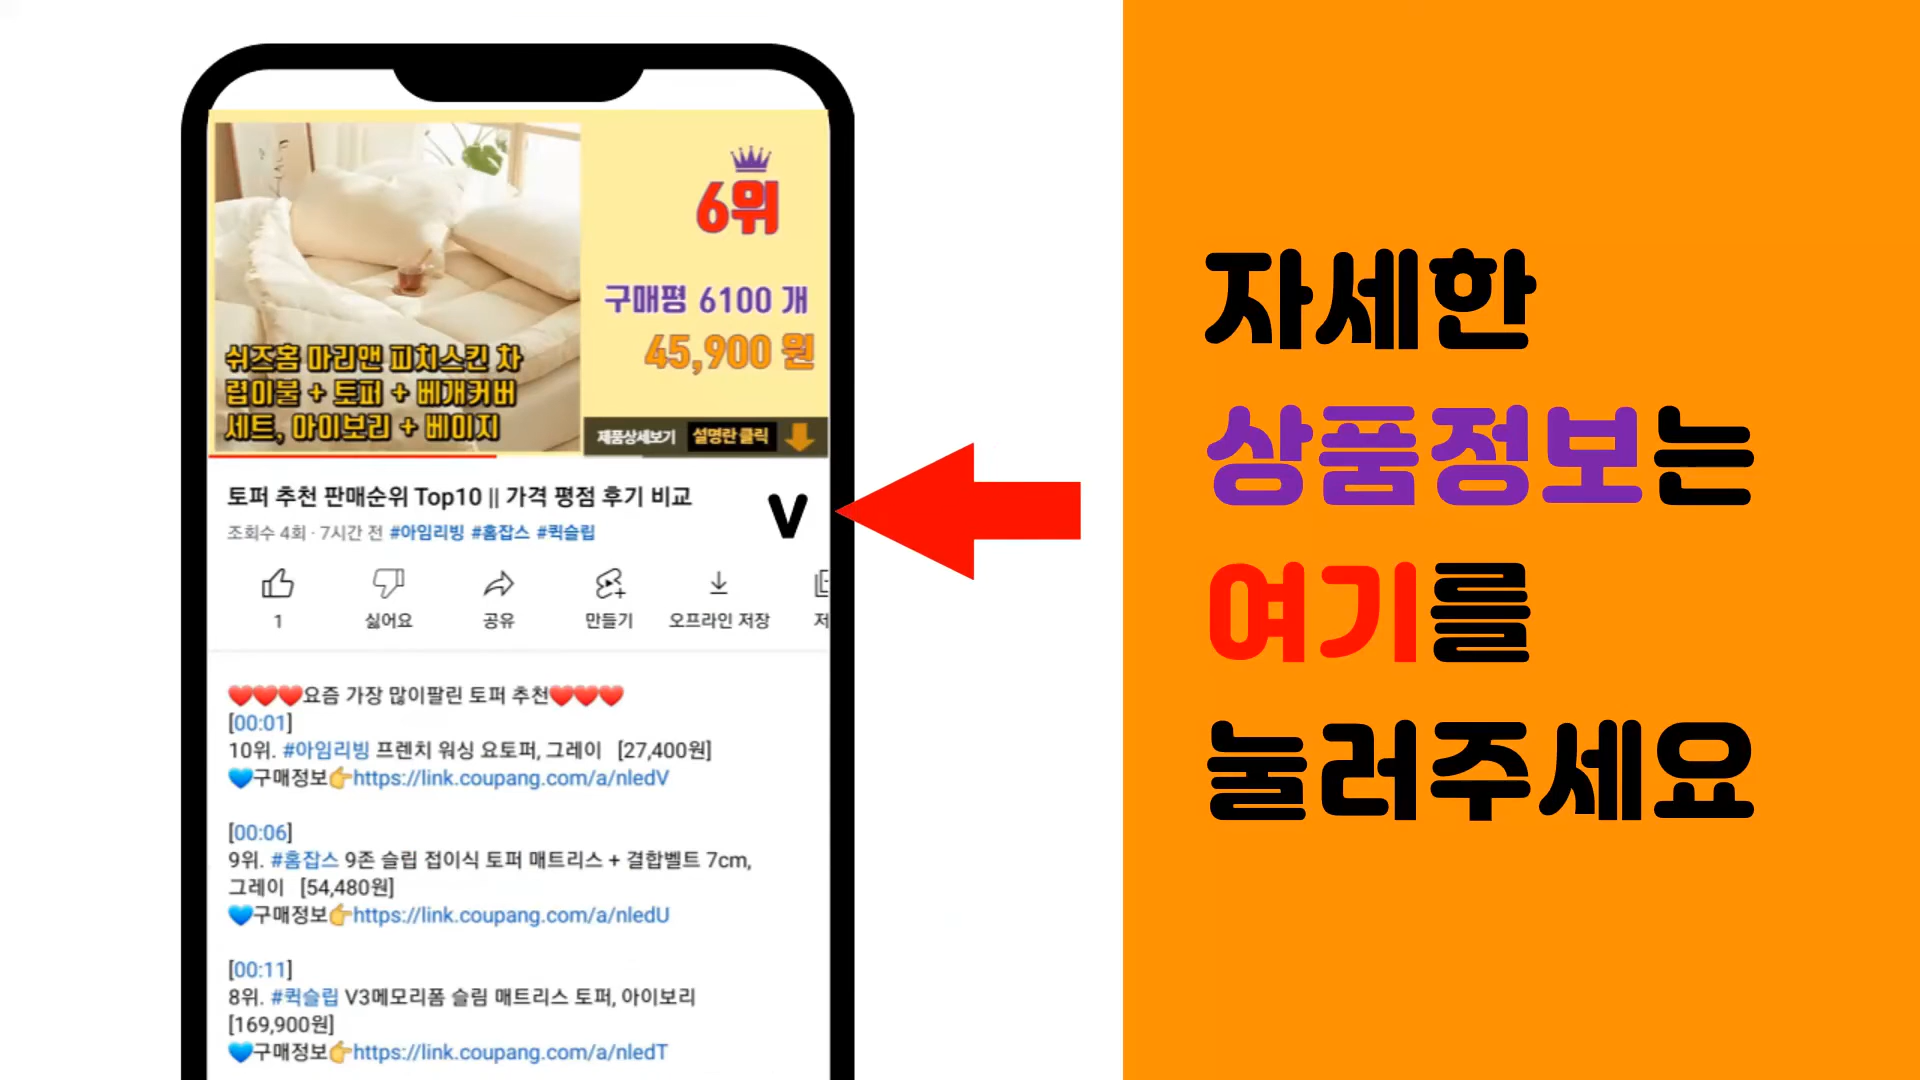 6위
구매평 6100 개
45,900 원
쉬즈홈 마리앤 피치스킨 차
렵이불 + 토퍼 + 베개커버
세트, 아이보리 + 베이지
제품상세보기 설명란 클릭
토퍼 추천 판매순위 Top10 || 가격 평점 후기 비교
V
조회수 4회 · 7시간 전 #아임리빙 #홈잡스 #퀵슬립
1 싫어요 공유 만들기 오프라인 저장 저
❤️❤️❤️요즘 가장 많이팔린 토퍼 추천❤️❤️❤️
[00:01]
10위. #아임리빙 프렌치 워싱 요토퍼, 그레이 [27,400원]
💙구매정보👉https://link.coupang.com/a/nledV
[00:06]
9위. #홈잡스 9존 슬립 접이식 토퍼 매트리스 + 결합벨트 7cm,
그레이 [54,480원]
💙구매정보👉https://link.coupang.com/a/nledU
[00:11]
8위. #퀵슬립 V3메모리폼 슬림 매트리스 토퍼, 아이보리
[169,900원]
💙구매정보👉https://link.coupang.com/a/nledT
자세한
상품정보는
여기를
눌러주세요